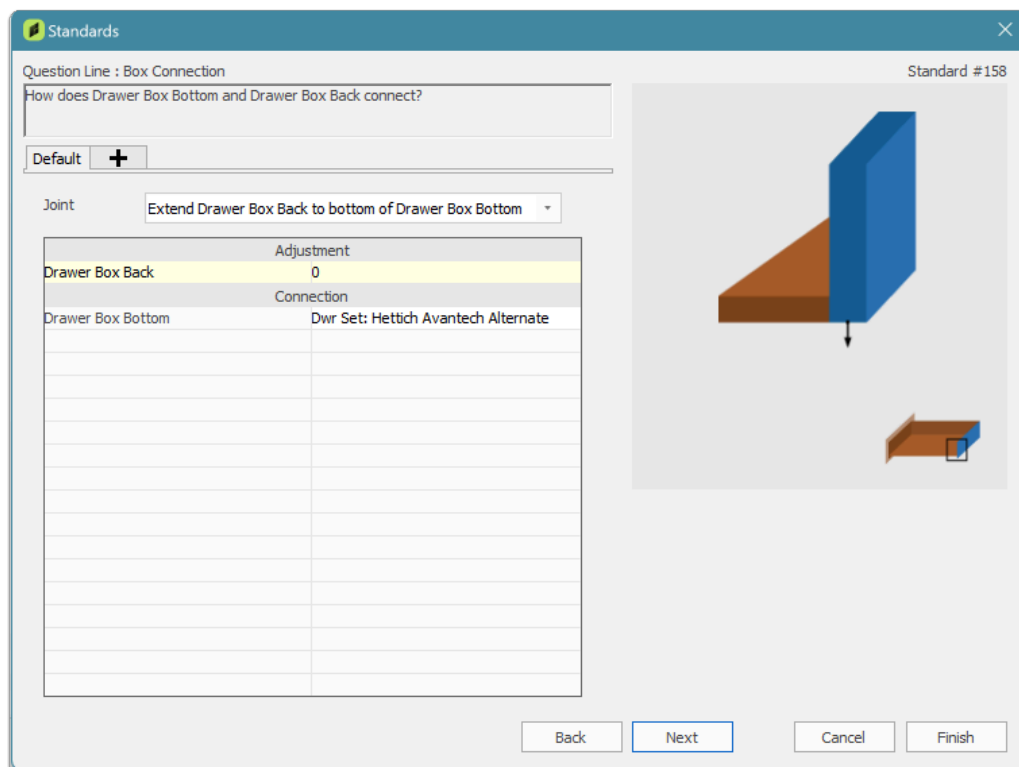 Standards
Question Line : Box Connection
Standard #158
How does Drawer Box Bottom and Drawer Box Back connect?
Default
Joint
Extend Drawer Box Back to bottom of Drawer Box Bottom
Adjustment
Drawer Box Back 0
Connection
Drawer Box Bottom Dwr Set: Hettich Avantech Alternate
Back Next Cancel Finish